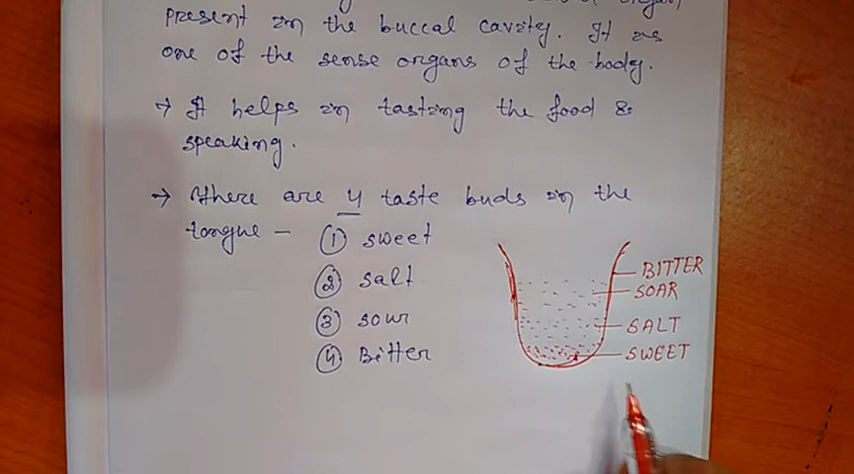 organ
present in the buccal cavity. It is
one of the sense organs of the body.
→ It helps in tasting the food &
speaking.
→ There are 4 taste buds in the
tongue — ① sweet
② salt
③ sour
④ Bitter
BITTER
SOAR
SALT
SWEET